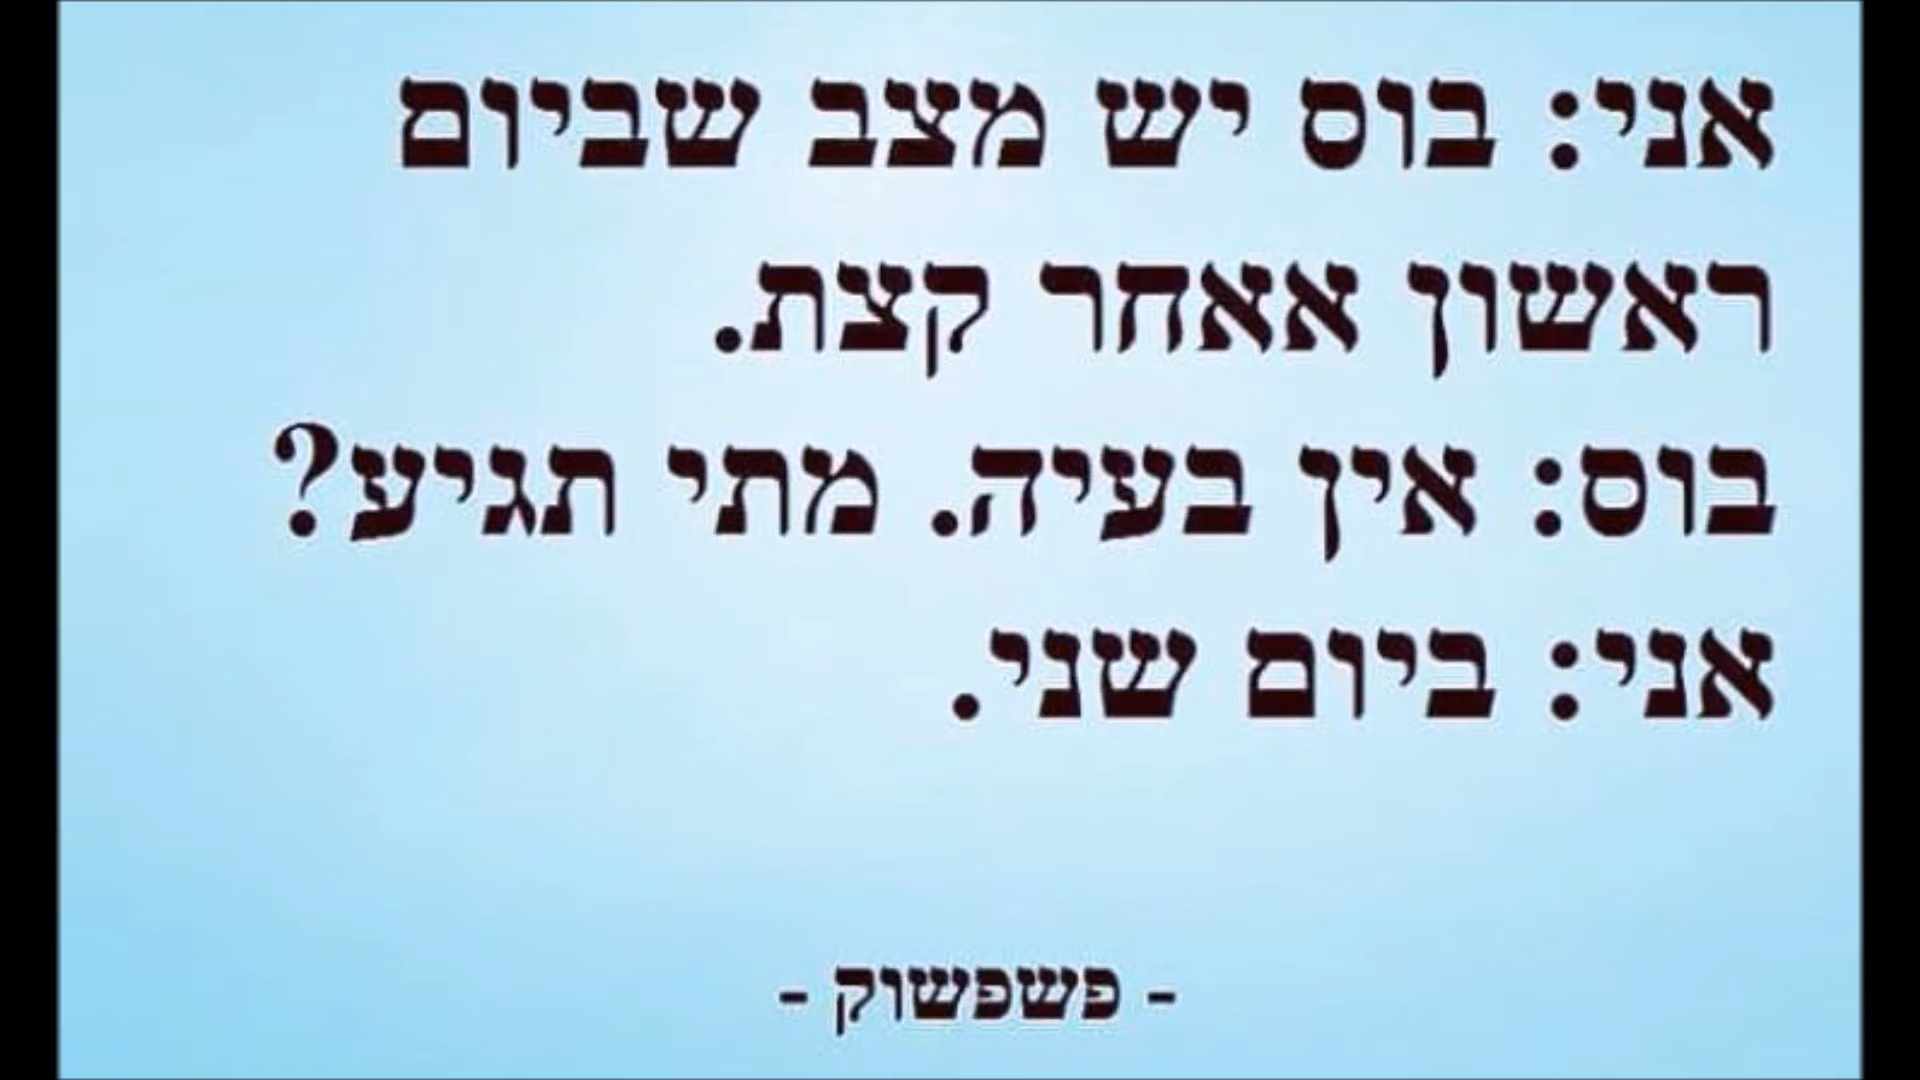 אני: בוס יש מצב שביום
ראשון אאחר קצת.
בוס: אין בעיה. מתי תגיע?
אני: ביום שני.
- פשפשוק -